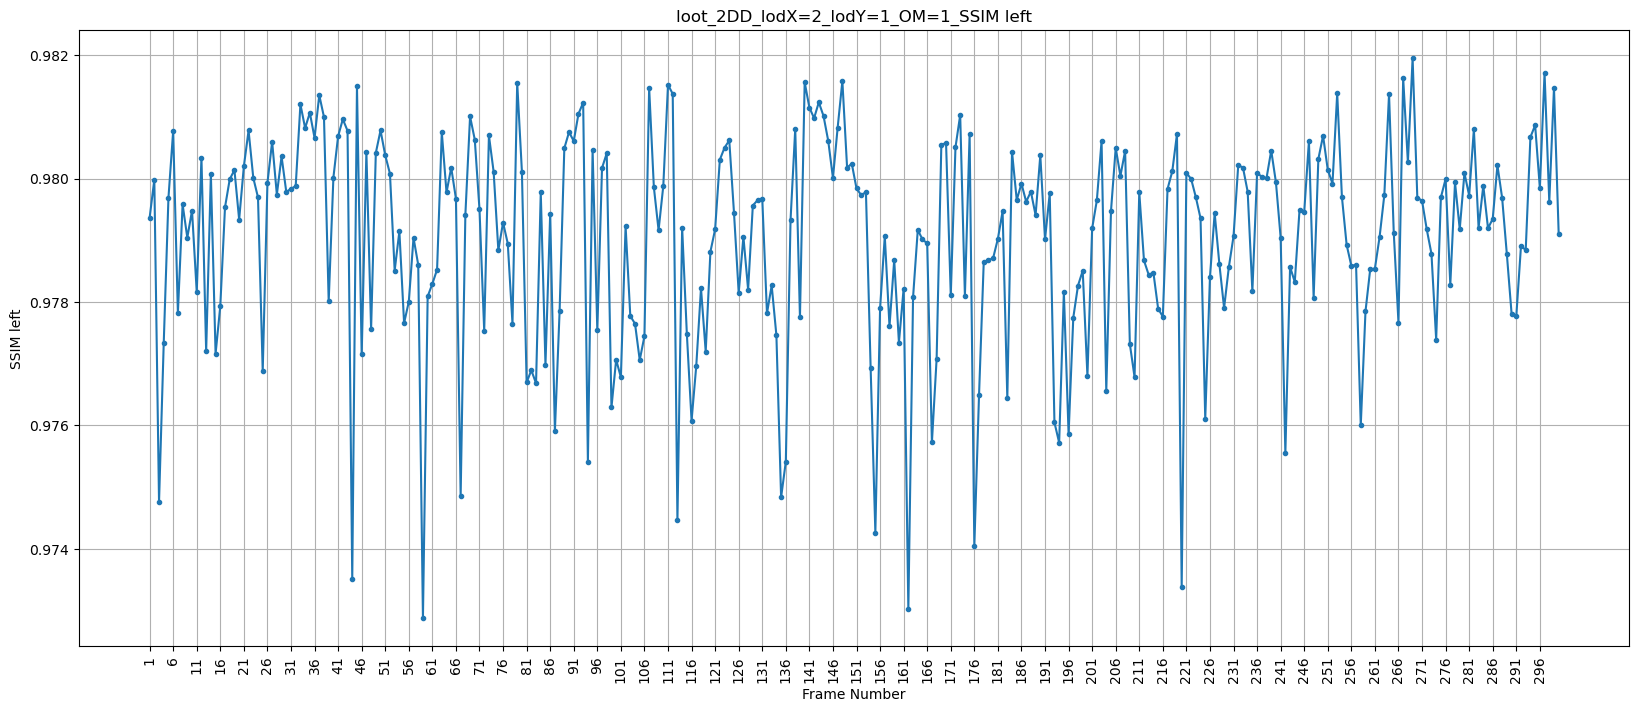 loot_2DD_lodX=2_lodY=1_OM=1_SSIM left
SSIM left
0.982
0.980
0.978
0.976
0.974
1 6 11 16 21 26 31 36 41 46 51 56 61 66 71 76 81 86 91 96 101 106 111 116 121 126 131 136 141 146 151 156 161 166 171 176 181 186 191 196 201 206 211 216 221 226 231 236 241 246 251 256 261 266 271 276 281 286 291 296
Frame Number